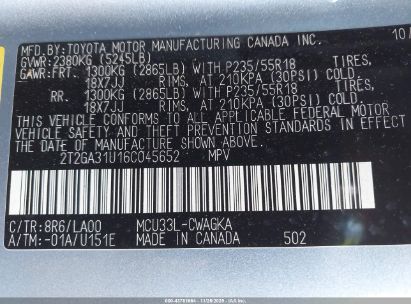 MFD. BY:TOYOTA MOTOR MANUFACTURING CANADA INC. 10/
GVWR: 2380KG (5245LB)
GAWR:FRT. 1300KG (2865LB) WITH P235/55R18 TIRES,
18X7JJ RIMS, AT 210KPA (30PSI) COLD.
RR. 1300KG (2865LB) WITH P235/55R18 TIRES,
18X7JJ RIMS, AT 210KPA (30PSI) COLD.
THIS VEHICLE CONFORMS TO ALL APPLICABLE FEDERAL MOTOR
VEHICLE SAFETY STANDARDS IN EFFECT ON
THE DATE OF MANUFACTURE SHOWN ABOVE.
2T2GA31U16C045652 MPV
C/TR: 8R6/LA00 MCU33L-CWAGKA
A/TM: -01A/U151E MADE IN CANADA 502